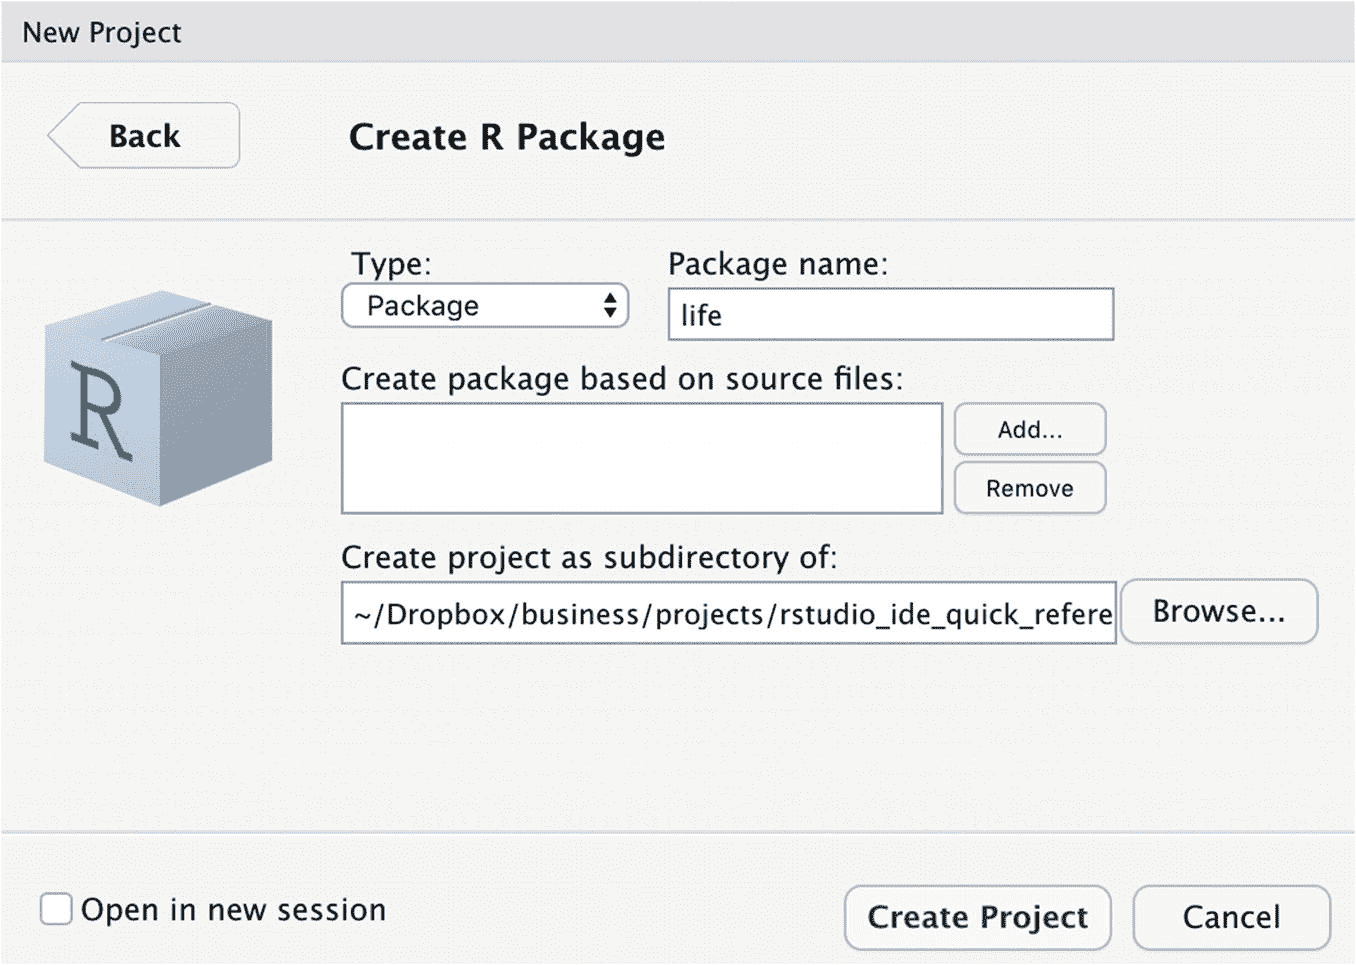 New Project
Back
Create R Package
Type:
Package name:
Package
life
R
Create package based on source files:
Add...
Remove
Create project as subdirectory of:
~/Dropbox/business/projects/rstudio_ide_quick_refere
Browse...
Open in new session
Create Project
Cancel